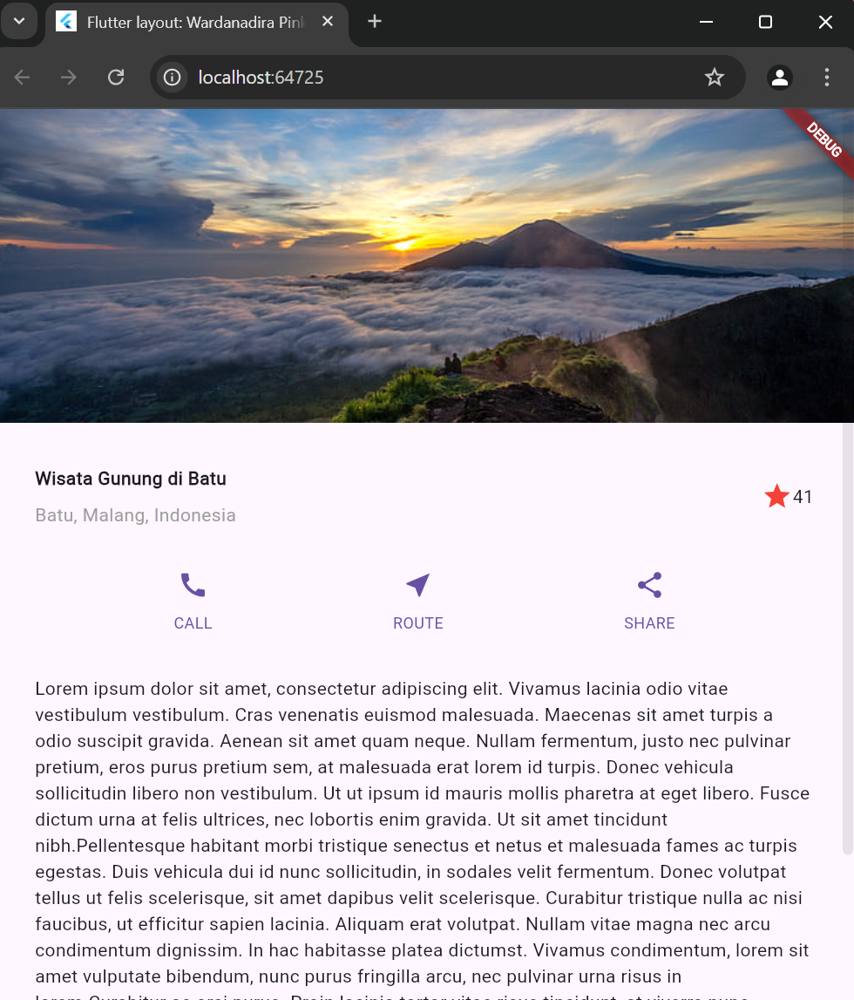 Flutter layout: Wardanadira Pin
localhost:64725
DEBUG
Wisata Gunung di Batu
Batu, Malang, Indonesia
41
CALL
ROUTE
SHARE
Lorem ipsum dolor sit amet, consectetur adipiscing elit. Vivamus lacinia odio vitae
vestibulum vestibulum. Cras venenatis euismod malesuada. Maecenas sit amet turpis a
odio suscipit gravida. Aenean sit amet quam neque. Nullam fermentum, justo nec pulvinar
pretium, eros purus pretium sem, at malesuada erat lorem id turpis. Donec vehicula
sollicitudin libero non vestibulum. Ut ut ipsum id mauris mollis pharetra at eget libero. Fusce
dictum urna at felis ultrices, nec lobortis enim gravida. Ut sit amet tincidunt
nibh.Pellentesque habitant morbi tristique senectus et netus et malesuada fames ac turpis
egestas. Duis vehicula dui id nunc sollicitudin, in sodales velit fermentum. Donec volutpat
tellus ut felis scelerisque, sit amet dapibus velit scelerisque. Curabitur tristique nulla ac nisi
faucibus, ut efficitur sapien lacinia. Aliquam erat volutpat. Nullam vitae magna nec arcu
condimentum dignissim. In hac habitasse platea dictumst. Vivamus condimentum, lorem sit
amet vulputate bibendum, nunc purus fringilla arcu, nec pulvinar urna risus in